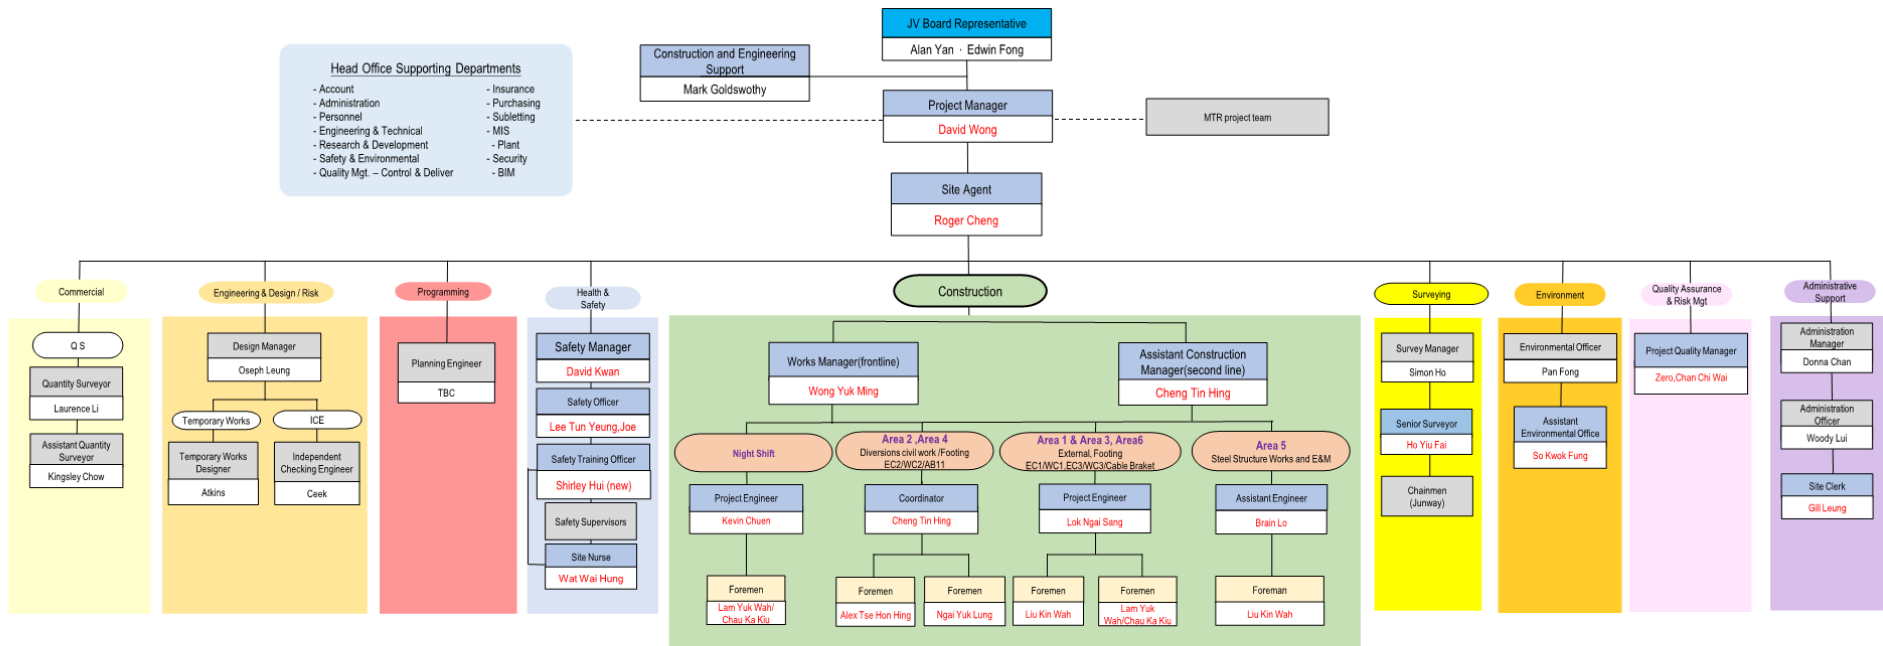 JV Board Representative
Alan Yan · Edwin Fong
Construction and Engineering
Support
Mark Goldswothy
Head Office Supporting Departments
- Account
- Administration
- Personnel
- Engineering & Technical
- Research & Development
- Safety & Environmental
- Quality Mgt. – Control & Deliver
- Insurance
- Purchasing
- Subletting
- MIS
- Plant
- Security
- BIM
Project Manager
David Wong
MTR project team
Site Agent
Roger Cheng
Commercial
Q S
Quantity Surveyor
Laurence Li
Assistant Quantity
Surveyor
Kingsley Chow
Engineering & Design / Risk
Design Manager
Oseph Leung
Temporary Works
Temporary Works
Designer
Atkins
ICE
Independent
Checking Engineer
Ceek
Programming
Planning Engineer
TBC
Health &
Safety
Safety Manager
David Kwan
Safety Officer
Lee Tun Yeung,Joe
Safety Training Officer
Shirley Hui (new)
Safety Supervisors
Site Nurse
Wat Wai Hung
Construction
Works Manager(frontline)
Wong Yuk Ming
Assistant Construction
Manager(second line)
Cheng Tin Hing
Night Shift
Project Engineer
Kevin Chuen
Foremen
Lam Yuk Wah/
Chau Ka Kiu
Area 2 ,Area 4
Diversions civil work /Footing
EC2/WC2/AB11
Coordinator
Cheng Tin Hing
Foremen
Alex Tse Hon Hing
Foremen
Ngai Yuk Lung
Area 1 & Area 3, Area6
External, Footing
EC1/WC1,EC3/WC3/Cable Braket
Project Engineer
Lok Ngai Sang
Foremen
Liu Kin Wah
Foremen
Lam Yuk
Wah/Chau Ka Kiu
Area 5
Steel Structure Works and E&M
Assistant Engineer
Brain Lo
Foreman
Liu Kin Wah
Surveying
Survey Manager
Simon Ho
Senior Surveyor
Ho Yiu Fai
Chainmen
(Junway)
Environment
Environmental Officer
Pan Fong
Assistant
Environmental Office
So Kwok Fung
Quality Assurance
& Risk Mgt
Project Quality Manager
Zero,Chan Chi Wai
Administrative
Support
Administration
Manager
Donna Chan
Administration
Officer
Woody Lui
Site Clerk
Gill Leung